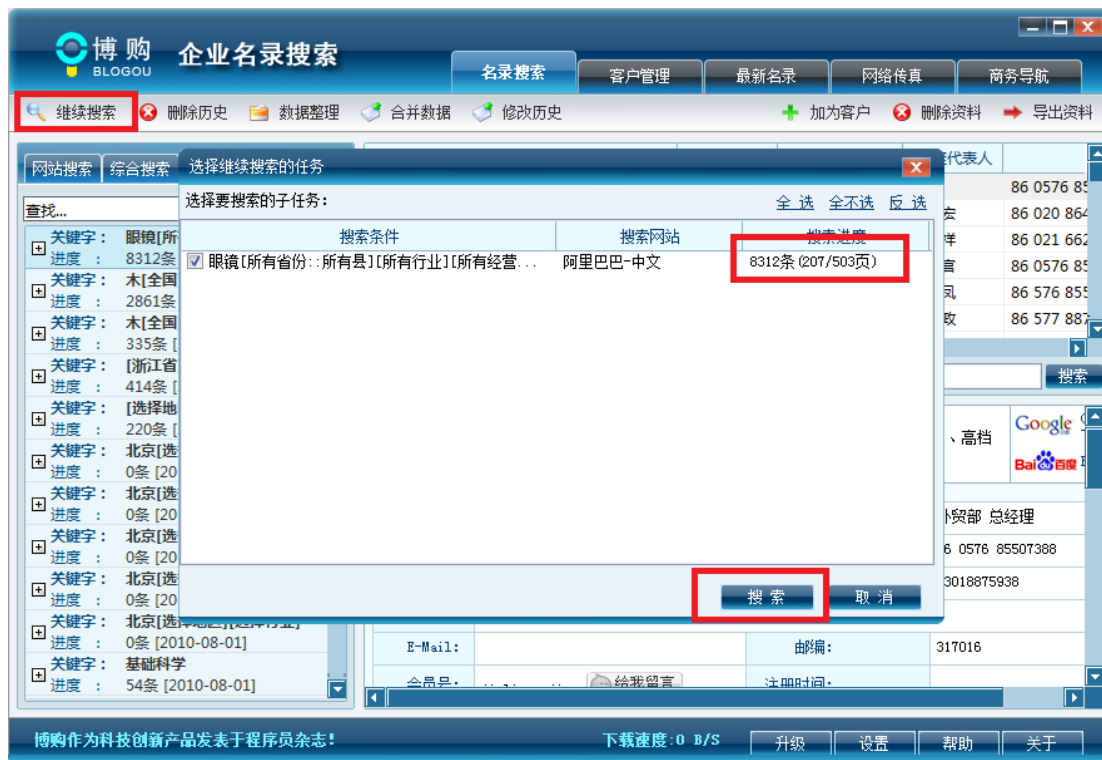 博购 企业名录搜索
BLOGOU
名录搜索 客户管理 最新名录 网络传真 商务导航
继续搜索 删除历史 数据整理 合并数据 修改历史 加为客户 删除资料 导出资料
网站搜索 综合搜索 选择继续搜索的任务 代表人
选择要搜索的子任务: 全选 全不选 反选
86 0576 85
查找...
搜索条件 搜索网站 搜索进度
宏 86 020 864
关键字: 眼镜[所
进度 : 8312条
眼镜[所有省份::所有县][所有行业][所有经营... 阿里巴巴-中文 8312条(207/503页)
祥 86 021 662
官 86 0576 85
关键字: 木[全国
进度 : 2861条
凤 86 576 855
关键字: 木[全国
进度 : 335条 [
86 577 887
关键字: [浙江省
进度 : 414条 [
搜索
关键字: [选择地
进度 : 220条 [
、高档 Google
Bai百度
关键字: 北京[选
进度 : 0条 [20
关键字: 北京[选
进度 : 0条 [20
外贸部 总经理
关键字: 北京[选
进度 : 0条 [20
6 0576 85507388
关键字: 北京[选
进度 : 0条 [20
3018875938
搜索 取消
关键字: 北京[选择地区][选择行业]
进度 : 0条 [2010-08-01]
E-Mail: 邮编: 317016
关键字: 基础科学
进度 : 54条 [2010-08-01]
会员号: 给我留言 注册时间:
博购作为科技创新产品发表于程序员杂志! 下载速度:0 B/S 升级 设置 帮助 关于